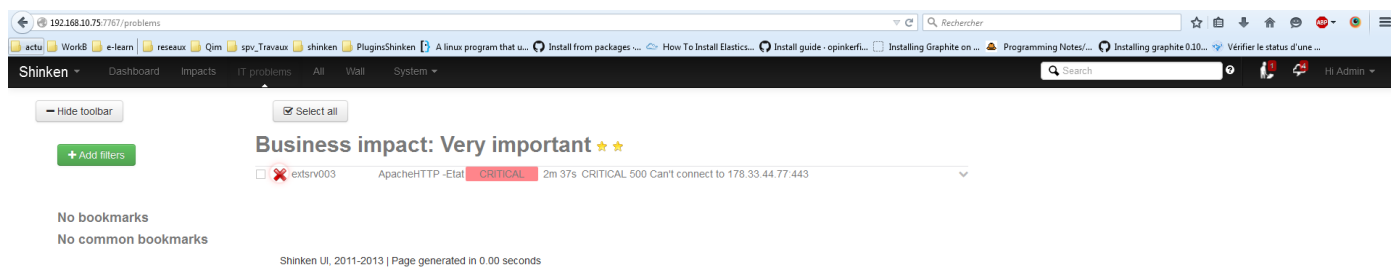 192.168.10.75:7767/problems
Rechercher
ABP
actu WorkB e-learn reseaux Qim spv_Travaux shinken PluginsShinken A linux program that u... Install from packages -... How To Install Elastics... Install guide · opinkerfi... Installing Graphite on ... Programming Notes/... Installing graphite 0.10... Vérifier le status d'une ...
Shinken Dashboard Impacts IT problems All Wall System Search ? 1 4 Hi Admin
Hide toolbar Select all
Add filters
Business impact: Very important
extsrv003 ApacheHTTP -Etat CRITICAL 2m 37s CRITICAL 500 Can't connect to 178.33.44.77:443
No bookmarks
No common bookmarks
Shinken UI, 2011-2013 | Page generated in 0.00 seconds